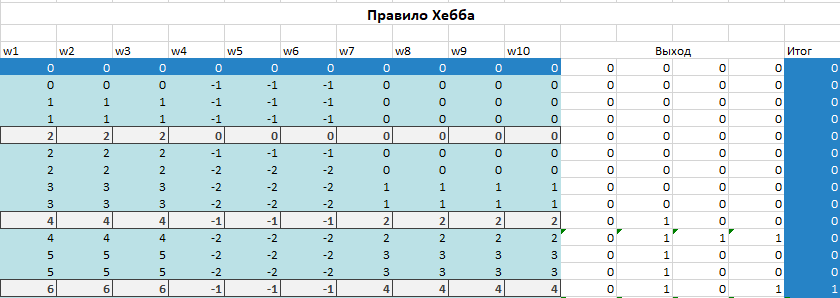 Правило Хебба
w1 w2 w3 w4 w5 w6 w7 w8 w9 w10 Выход Итог
0 0 0 0 0 0 0 0 0 0 0 0 0 0 0
0 0 0 -1 -1 -1 0 0 0 0 0 0 0 0 0
1 1 1 -1 -1 -1 0 0 0 0 0 0 0 0 0
1 1 1 -1 -1 -1 0 0 0 0 0 0 0 0 0
2 2 2 0 0 0 0 0 0 0 0 0 0 0 0
2 2 2 -1 -1 -1 0 0 0 0 0 0 0 0 0
2 2 2 -2 -2 -2 0 0 0 0 0 0 0 0 0
3 3 3 -2 -2 -2 1 1 1 1 0 0 0 0 0
3 3 3 -2 -2 -2 1 1 1 1 0 0 0 0 0
4 4 4 -1 -1 -1 2 2 2 2 0 1 0 0 0
4 4 4 -2 -2 -2 2 2 2 2 0 1 1 1 0
5 5 5 -2 -2 -2 3 3 3 3 0 1 0 0 0
5 5 5 -2 -2 -2 3 3 3 3 0 1 0 0 0
6 6 6 -1 -1 -1 4 4 4 4 0 1 0 1 1